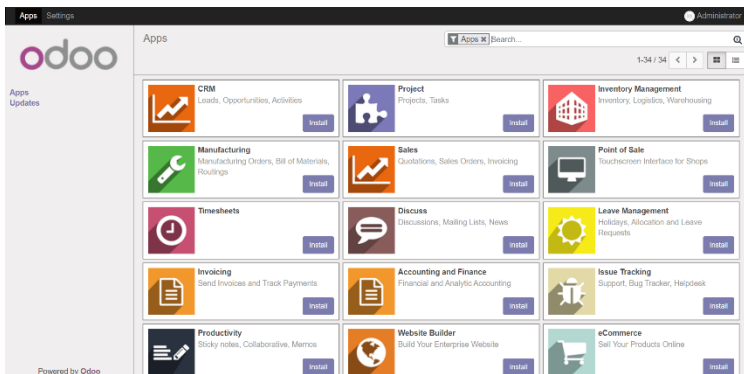 Apps Settings
Administrator
odoo
Apps
Apps × Search...
1-34 / 34
Apps
Updates
CRM
Leads, Opportunities, Activities
Install
Project
Projects, Tasks
Install
Inventory Management
Inventory, Logistics, Warehousing
Install
Manufacturing
Manufacturing Orders, Bill of Materials,
Routings
Install
Sales
Quotations, Sales Orders, Invoicing
Install
Point of Sale
Touchscreen Interface for Shops
Install
Timesheets
Install
Discuss
Discussions, Mailing Lists, News
Install
Leave Management
Holidays, Allocation and Leave
Requests
Install
Invoicing
Send Invoices and Track Payments
Install
Accounting and Finance
Financial and Analytic Accounting
Install
Issue Tracking
Support, Bug Tracker, Helpdesk
Install
Productivity
Sticky notes, Collaborative, Memos
Install
Website Builder
Build Your Enterprise Website
Install
eCommerce
Sell Your Products Online
Install
Powered by Odoo